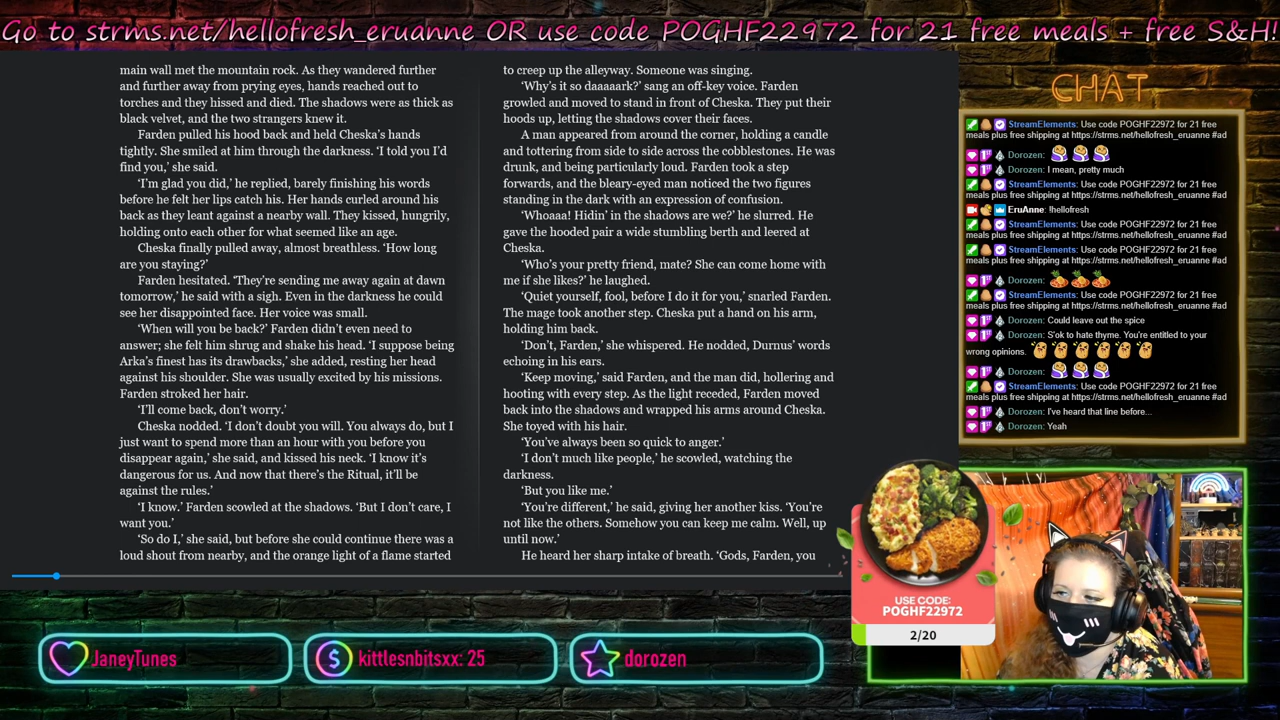 Go to strms.net/hellofresh_eruanne OR use code POGHF22972 for 21 free meals + free S&H!
main wall met the mountain rock. As they wandered further
and further away from prying eyes, hands reached out to
torches and they hissed and died. The shadows were as thick as
black velvet, and the two strangers knew it.
Farden pulled his hood back and held Cheska's hands
tightly. She smiled at him through the darkness. 'I told you I'd
find you,' she said.
'I'm glad you did,' he replied, barely finishing his words
before he felt her lips catch his. His hands curled around his
back as they leant against a nearby wall. They kissed, hungrily,
holding onto each other for what seemed like an age.
Cheska finally pulled away, almost breathless. 'How long
are you staying?'
Farden hesitated. 'They're sending me away again at dawn
tomorrow,' he said with a sigh. Even in the darkness he could
see her disappointed face. Her voice was small.
'When will you be back?' Farden didn't even need to
answer; she felt him shrug and shake his head. 'I suppose being
Arka's finest has its drawbacks,' she added, resting her head
against his shoulder. She was usually excited by his missions.
Farden stroked her hair.
'I'll come back, don't worry.'
Cheska nodded. 'I don't doubt you will. You always do, but I
just want to spend more than an hour with you before you
disappear again,' she said, and kissed his neck. 'I know it's
dangerous for us. And now that there's the Ritual, it'll be
against the rules.'
'I know.' Farden scowled at the shadows. 'But I don't care, I
want you.'
'So do I,' she said, but before she could continue there was a
loud shout from nearby, and the orange light of a flame started
to creep up the alleyway. Someone was singing.
'Why's it so daaaaark?' sang an off-key voice. Farden
growled and moved to stand in front of Cheska. They put their
hoods up, letting the shadows cover their faces.
A man appeared from around the corner, holding a candle
and tottering from side to side across the cobblestones. He was
drunk, and being particularly loud. Farden took a step
forwards, and the bleary-eyed man noticed the two figures
standing in the dark with an expression of confusion.
'Whoaaa! Hidin' in the shadows are we?' he slurred. He
gave the hooded pair a wide stumbling berth and leered at
Cheska.
'Who's your pretty friend, mate? She can come home with
me if she likes?' he laughed.
'Quiet yourself, fool, before I do it for you,' snarled Farden.
The mage took another step. Cheska put a hand on his arm,
holding him back.
'Don't, Farden,' she whispered. He nodded, Durnus' words
echoing in his ears.
'Keep moving,' said Farden, and the man did, hollering and
hooting with every step. As the light receded, Farden moved
back into the shadows and wrapped his arms around Cheska.
She toyed with his hair.
'You've always been so quick to anger.'
'I don't much like people,' he scowled, watching the
darkness.
'But you like me.'
'You're different,' he said, giving her another kiss. 'You're
not like the others. Somehow you can keep me calm. Well, up
until now.'
He heard her sharp intake of breath. 'Gods, Farden, you
CHAT
StreamElements: Use code POGHF22972 for 21 free
meals plus free shipping at https://strms.net/hellofresh_eruanne #ad
Dorozen:
Dorozen: I mean, pretty much
StreamElements: Use code POGHF22972 for 21 free
meals plus free shipping at https://strms.net/hellofresh_eruanne #ad
EruAnne: !hellofresh
StreamElements: Use code POGHF22972 for 21 free
meals plus free shipping at https://strms.net/hellofresh_eruanne #ad
StreamElements: Use code POGHF22972 for 21 free
meals plus free shipping at https://strms.net/hellofresh_eruanne #ad
Dorozen:
StreamElements: Use code POGHF22972 for 21 free
meals plus free shipping at https://strms.net/hellofresh_eruanne #ad
Dorozen: Could leave out the spice
Dorozen: S'ok to hate thyme. You're entitled to your
wrong opinions.
Dorozen:
StreamElements: Use code POGHF22972 for 21 free
meals plus free shipping at https://strms.net/hellofresh_eruanne #ad
Dorozen: I've heard that line before...
Dorozen: Yeah
USE CODE:
POGHF22972
2/20
JaneyTunes
kittlesnbitsxx: 25
dorozen